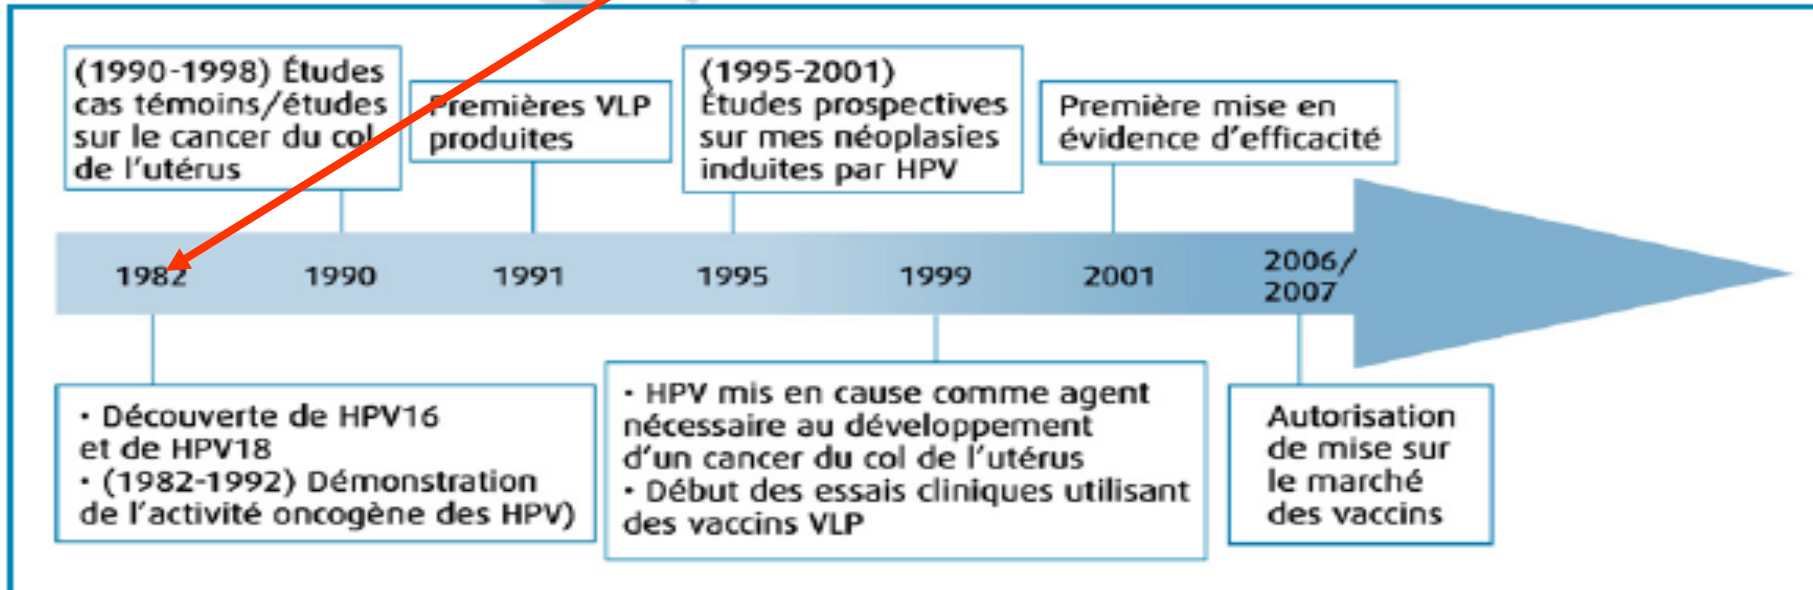 (1990-1998) Études
cas témoins/études
sur le cancer du col
de l'utérus
Premières VLP
produites
(1995-2001)
Études prospectives
sur mes néoplasies
induites par HPV
Première mise en
évidence d'efficacité
1982
1990
1991
1995
1999
2001
2006/
2007
• Découverte de HPV16
et de HPV18
• (1982-1992) Démonstration
de l'activité oncogène des HPV)
• HPV mis en cause comme agent
nécessaire au développement
d'un cancer du col de l'utérus
• Début des essais cliniques utilisant
des vaccins VLP
Autorisation
de mise sur
le marché
des vaccins